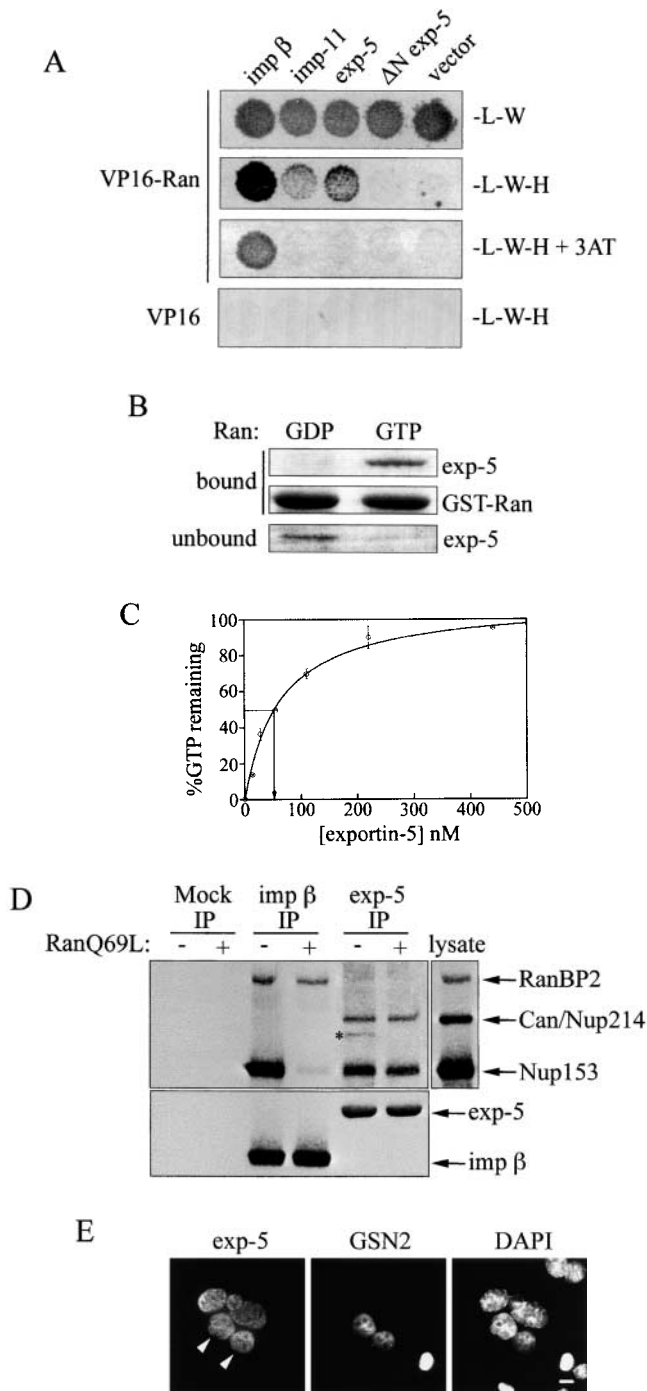 A
imp β imp-11 exp-5 ΔN exp-5 vector
VP16-Ran
-L-W
-L-W-H
-L-W-H + 3AT
VP16
-L-W-H
B
Ran: GDP GTP
bound
exp-5
GST-Ran
unbound
exp-5
C
%GTP remaining
100
80
60
40
20
0
0 100 200 300 400 500
[exportin-5] nM
D
Mock IP
imp β IP
exp-5 IP
RanQ69L: - + - + - + lysate
RanBP2
Can/Nup214
*
Nup153
exp-5
imp β
E
exp-5 GSN2 DAPI